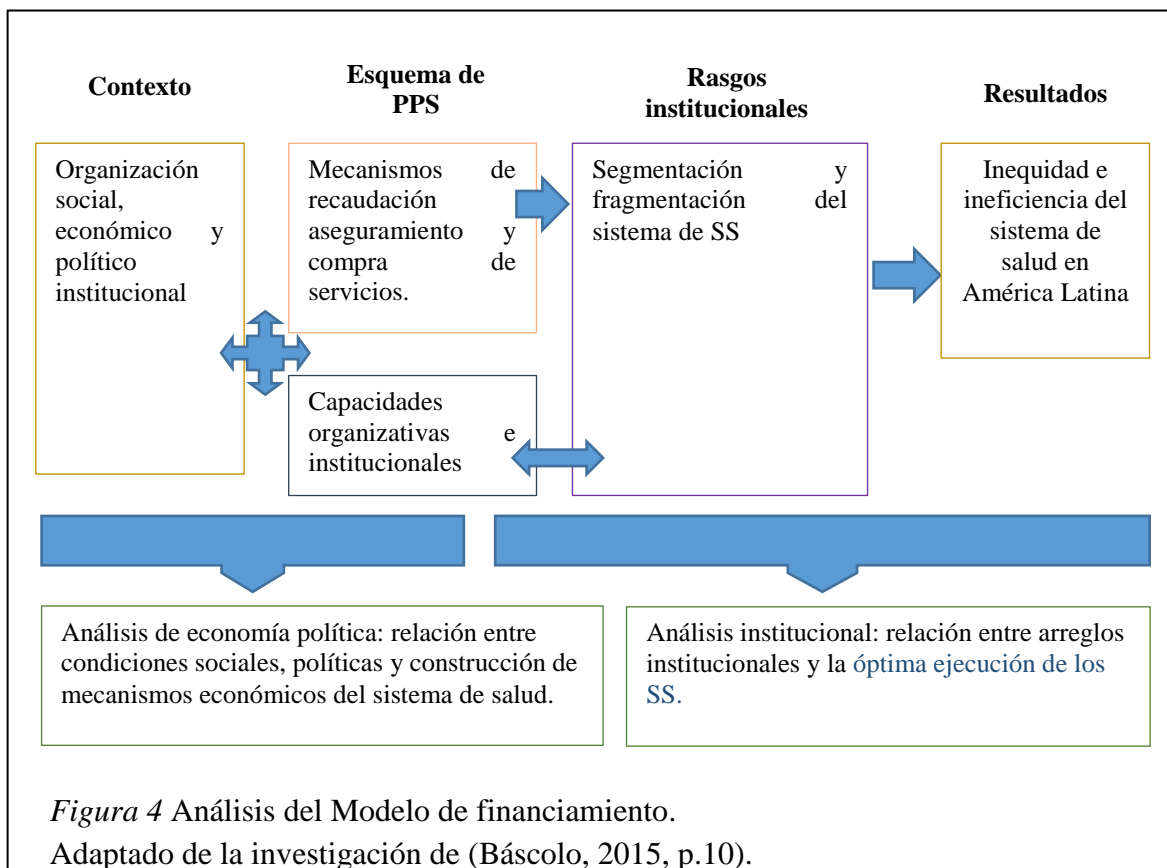 Contexto
Esquema de
PPS
Rasgos
institucionales
Resultados
Organización
social,
económico y
político
institucional
Mecanismos de
recaudación
aseguramiento y
compra de
servicios.
Capacidades
organizativas e
institucionales
Segmentación y
fragmentación del
sistema de SS
Inequidad e
ineficiencia del
sistema de
salud en
América Latina
Análisis de economía política: relación entre
condiciones sociales, políticas y construcción de
mecanismos económicos del sistema de salud.
Análisis institucional: relación entre arreglos
institucionales y la óptima ejecución de los
SS.
Figura 4 Análisis del Modelo de financiamiento.
Adaptado de la investigación de (Báscolo, 2015, p.10).